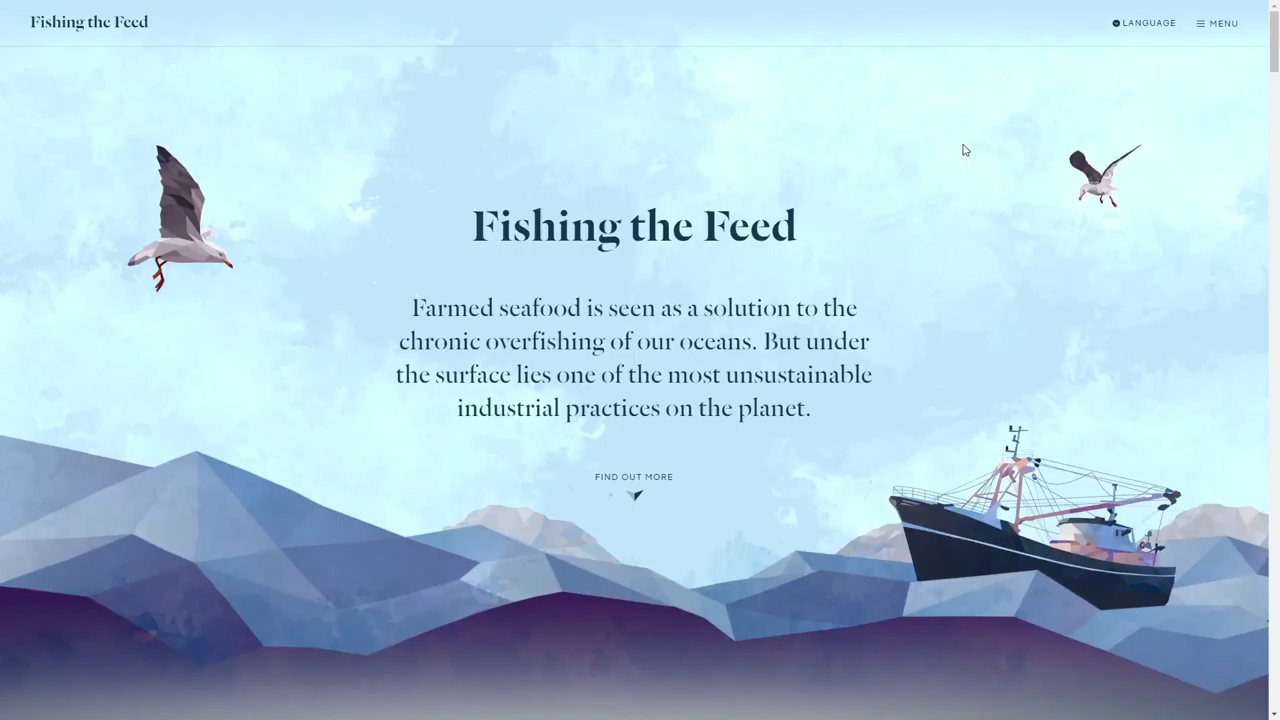 Fishing the Feed
LANGUAGE
MENU
Fishing the Feed
Farmed seafood is seen as a solution to the
chronic overfishing of our oceans. But under
the surface lies one of the most unsustainable
industrial practices on the planet.
FIND OUT MORE